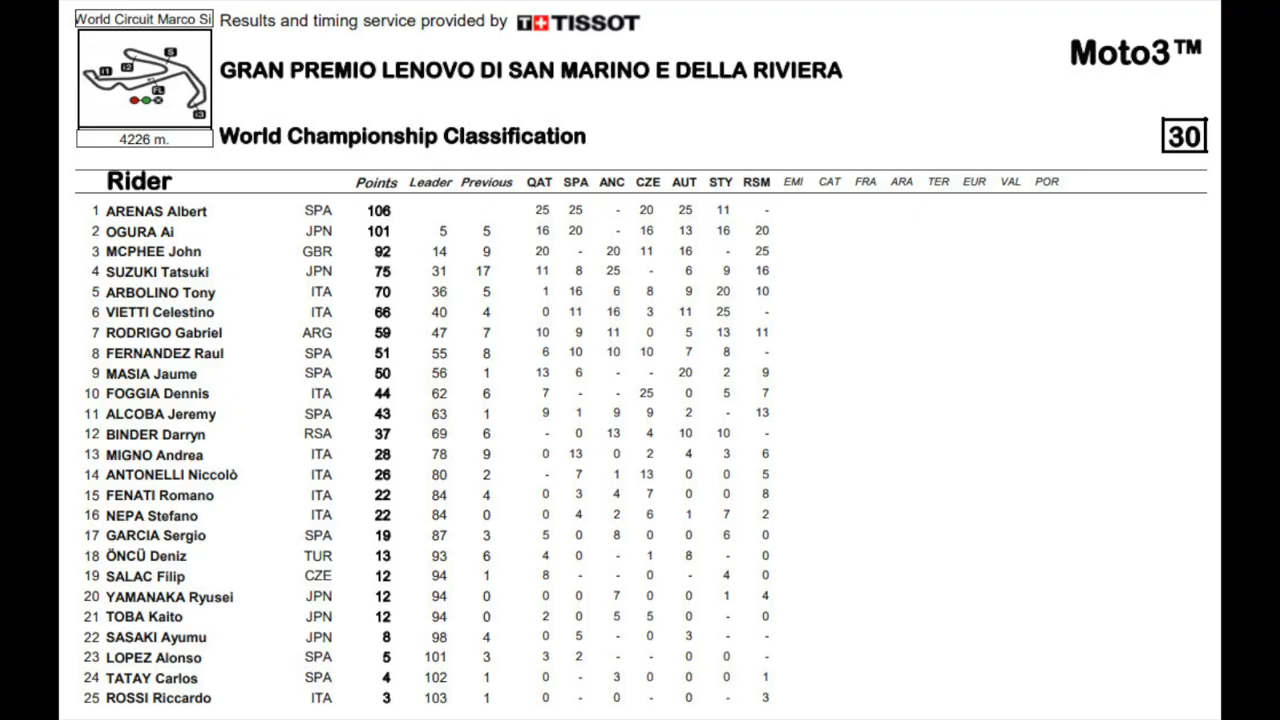 World Circuit Marco Si Results and timing service provided by TISSOT
Moto3™
GRAN PREMIO LENOVO DI SAN MARINO E DELLA RIVIERA
4226 m. World Championship Classification 30
Rider Points Leader Previous QAT SPA ANC CZE AUT STY RSM EMI CAT FRA ARA TER EUR VAL POR
1 ARENAS Albert SPA 106 25 25 - 20 25 11 -
2 OGURA Ai JPN 101 5 5 16 20 - 16 13 16 20
3 MCPHEE John GBR 92 14 9 20 - 20 11 16 - 25
4 SUZUKI Tatsuki JPN 75 31 17 11 8 25 - 6 9 16
5 ARBOLINO Tony ITA 70 36 5 1 16 6 8 9 20 10
6 VIETTI Celestino ITA 66 40 4 0 11 16 3 11 25 -
7 RODRIGO Gabriel ARG 59 47 7 10 9 11 0 5 13 11
8 FERNANDEZ Raul SPA 51 55 8 6 10 10 10 7 8 -
9 MASIA Jaume SPA 50 56 1 13 6 - - 20 2 9
10 FOGGIA Dennis ITA 44 62 6 7 - - 25 0 5 7
11 ALCOBA Jeremy SPA 43 63 1 9 1 9 9 2 - 13
12 BINDER Darryn RSA 37 69 6 - 0 13 4 10 10 -
13 MIGNO Andrea ITA 28 78 9 0 13 0 2 4 3 6
14 ANTONELLI Niccolò ITA 26 80 2 - 7 1 13 0 0 5
15 FENATI Romano ITA 22 84 4 0 3 4 7 0 0 8
16 NEPA Stefano ITA 22 84 0 0 4 2 6 1 7 2
17 GARCIA Sergio SPA 19 87 3 5 0 8 0 0 6 0
18 ÖNCÜ Deniz TUR 13 93 6 4 0 - 1 8 - 0
19 SALAC Filip CZE 12 94 1 8 - - 0 - 4 0
20 YAMANAKA Ryusei JPN 12 94 0 0 0 7 0 0 1 4
21 TOBA Kaito JPN 12 94 0 2 0 5 5 0 - 0
22 SASAKI Ayumu JPN 8 98 4 0 5 - 0 3 - -
23 LOPEZ Alonso SPA 5 101 3 3 2 - - 0 0 -
24 TATAY Carlos SPA 4 102 1 0 - 3 0 0 0 1
25 ROSSI Riccardo ITA 3 103 1 0 - 0 - 0 - 3